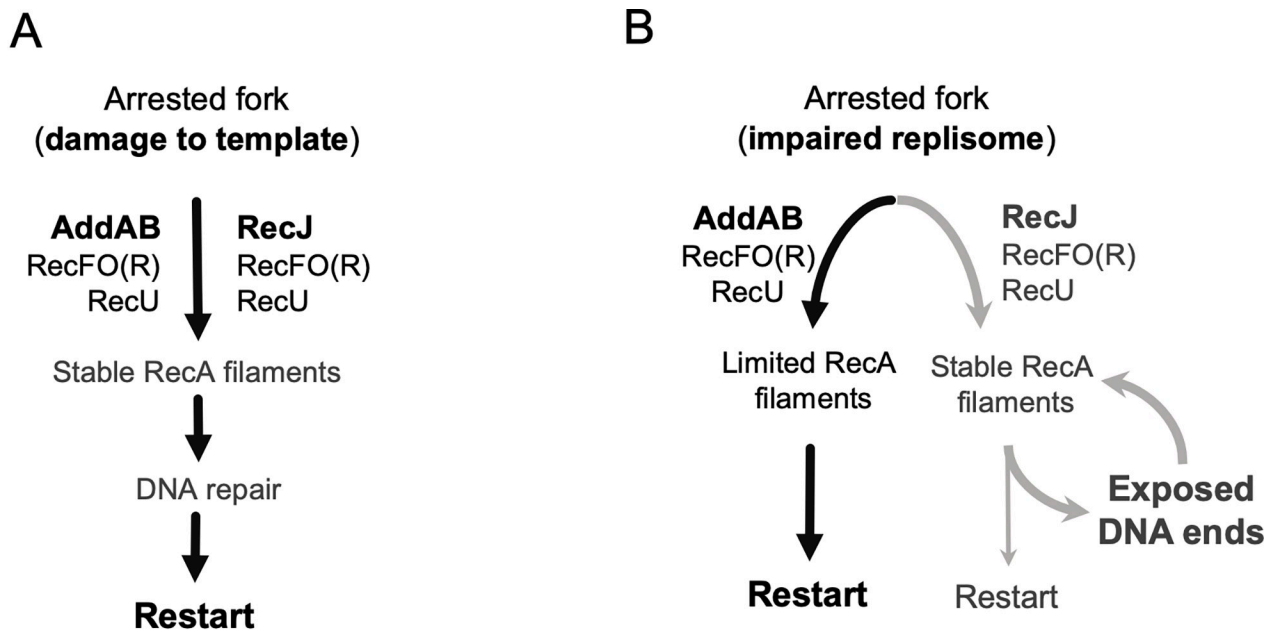 A
Arrested fork
(damage to template)
AddAB
RecFO(R)
RecU
RecJ
RecFO(R)
RecU
Stable RecA filaments
DNA repair
Restart
B
Arrested fork
(impaired replisome)
AddAB
RecFO(R)
RecU
RecJ
RecFO(R)
RecU
Limited RecA
filaments
Stable RecA
filaments
Exposed
DNA ends
Restart
Restart